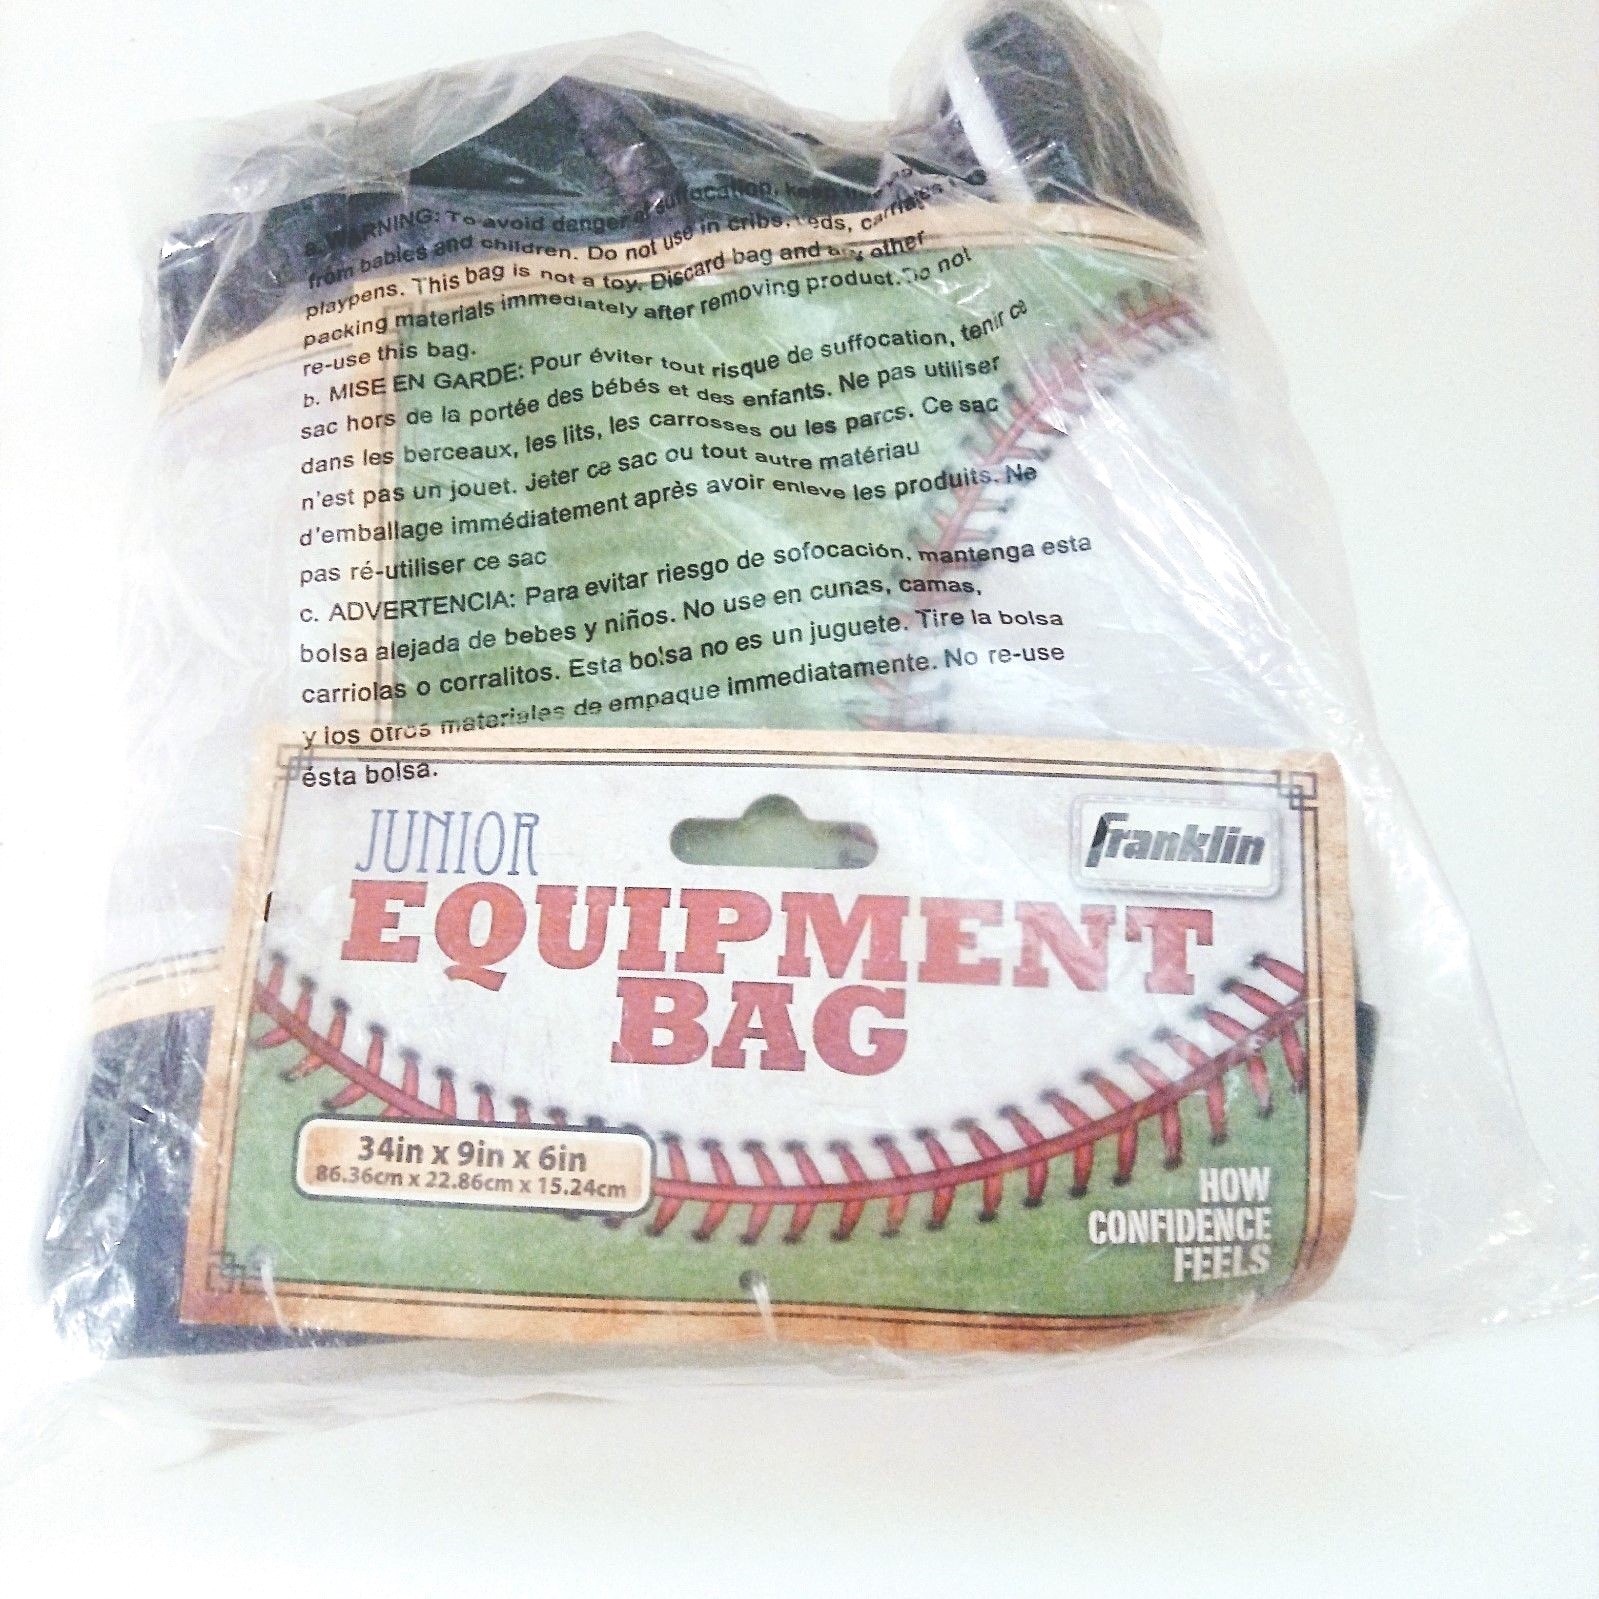 a. WARNING: To avoid danger of suffocation, keep
from babies and children. Do not use in cribs, beds, carriages
playpens. This bag is not a toy. Discard bag and any other
packing materials immediately after removing product. Do not
re-use this bag.
b. MISE EN GARDE: Pour éviter tout risque de suffocation, tenir ce
sac hors de la portée des bébés et des enfants. Ne pas utiliser
dans les berceaux, les lits, les carrosses ou les parcs. Ce sac
n'est pas un jouet. Jeter ce sac ou tout autre matériau
d'emballage immédiatement après avoir enleve les produits. Ne
pas ré-utiliser ce sac
c. ADVERTENCIA: Para evitar riesgo de sofocación, mantenga esta
bolsa alejada de bebes y niños. No use en cunas, camas,
carriolas o corralitos. Esta bolsa no es un juguete. Tire la bolsa
y los otros materiales de empaque immediatamente. No re-use
ésta bolsa.
JUNIOR
Franklin
EQUIPMENT
BAG
34in x 9in x 6in
86.36cm x 22.86cm x 15.24cm
HOW
CONFIDENCE
FEELS